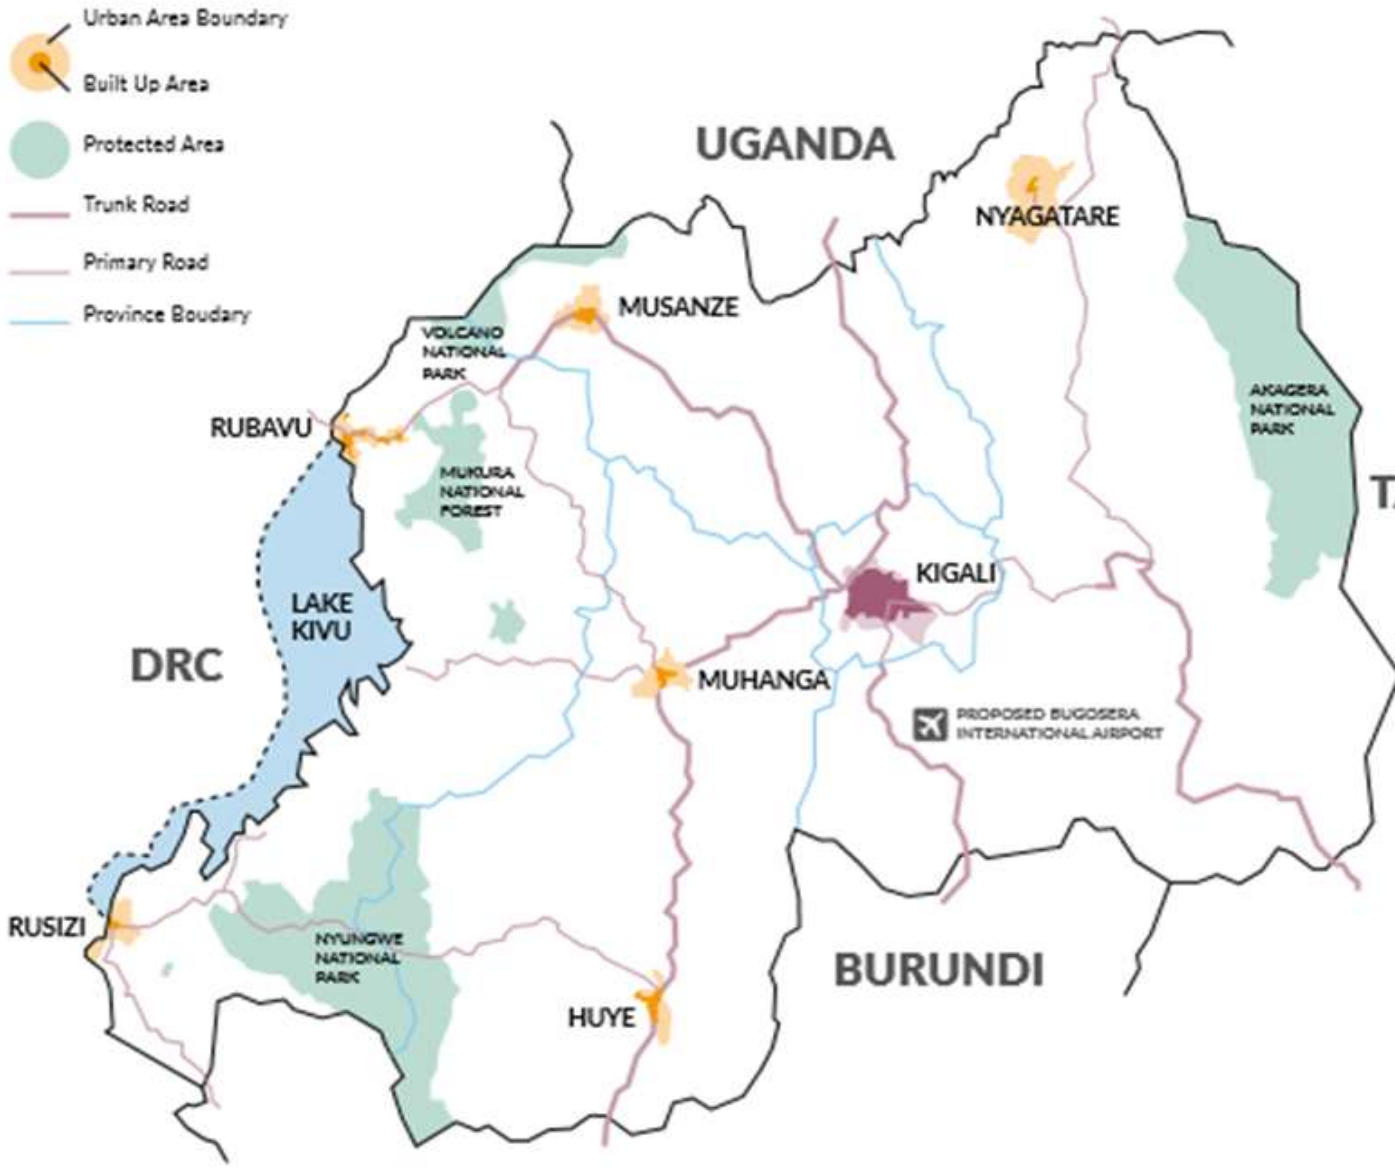 Urban Area Boundary
Built Up Area
Protected Area
Trunk Road
Primary Road
Province Boudary
UGANDA
NYAGATARE
MUSANZE
VOLCANO
NATIONAL
PARK
RUBAVU
AKAGERA
NATIONAL
PARK
MUKURA
NATIONAL
FOREST
T
KIGALI
LAKE
KIVU
DRC
MUHANGA
PROPOSED BUGOSERA
INTERNATIONAL AIRPORT
RUSIZI
NYUNGWE
NATIONAL
PARK
BURUNDI
HUYE